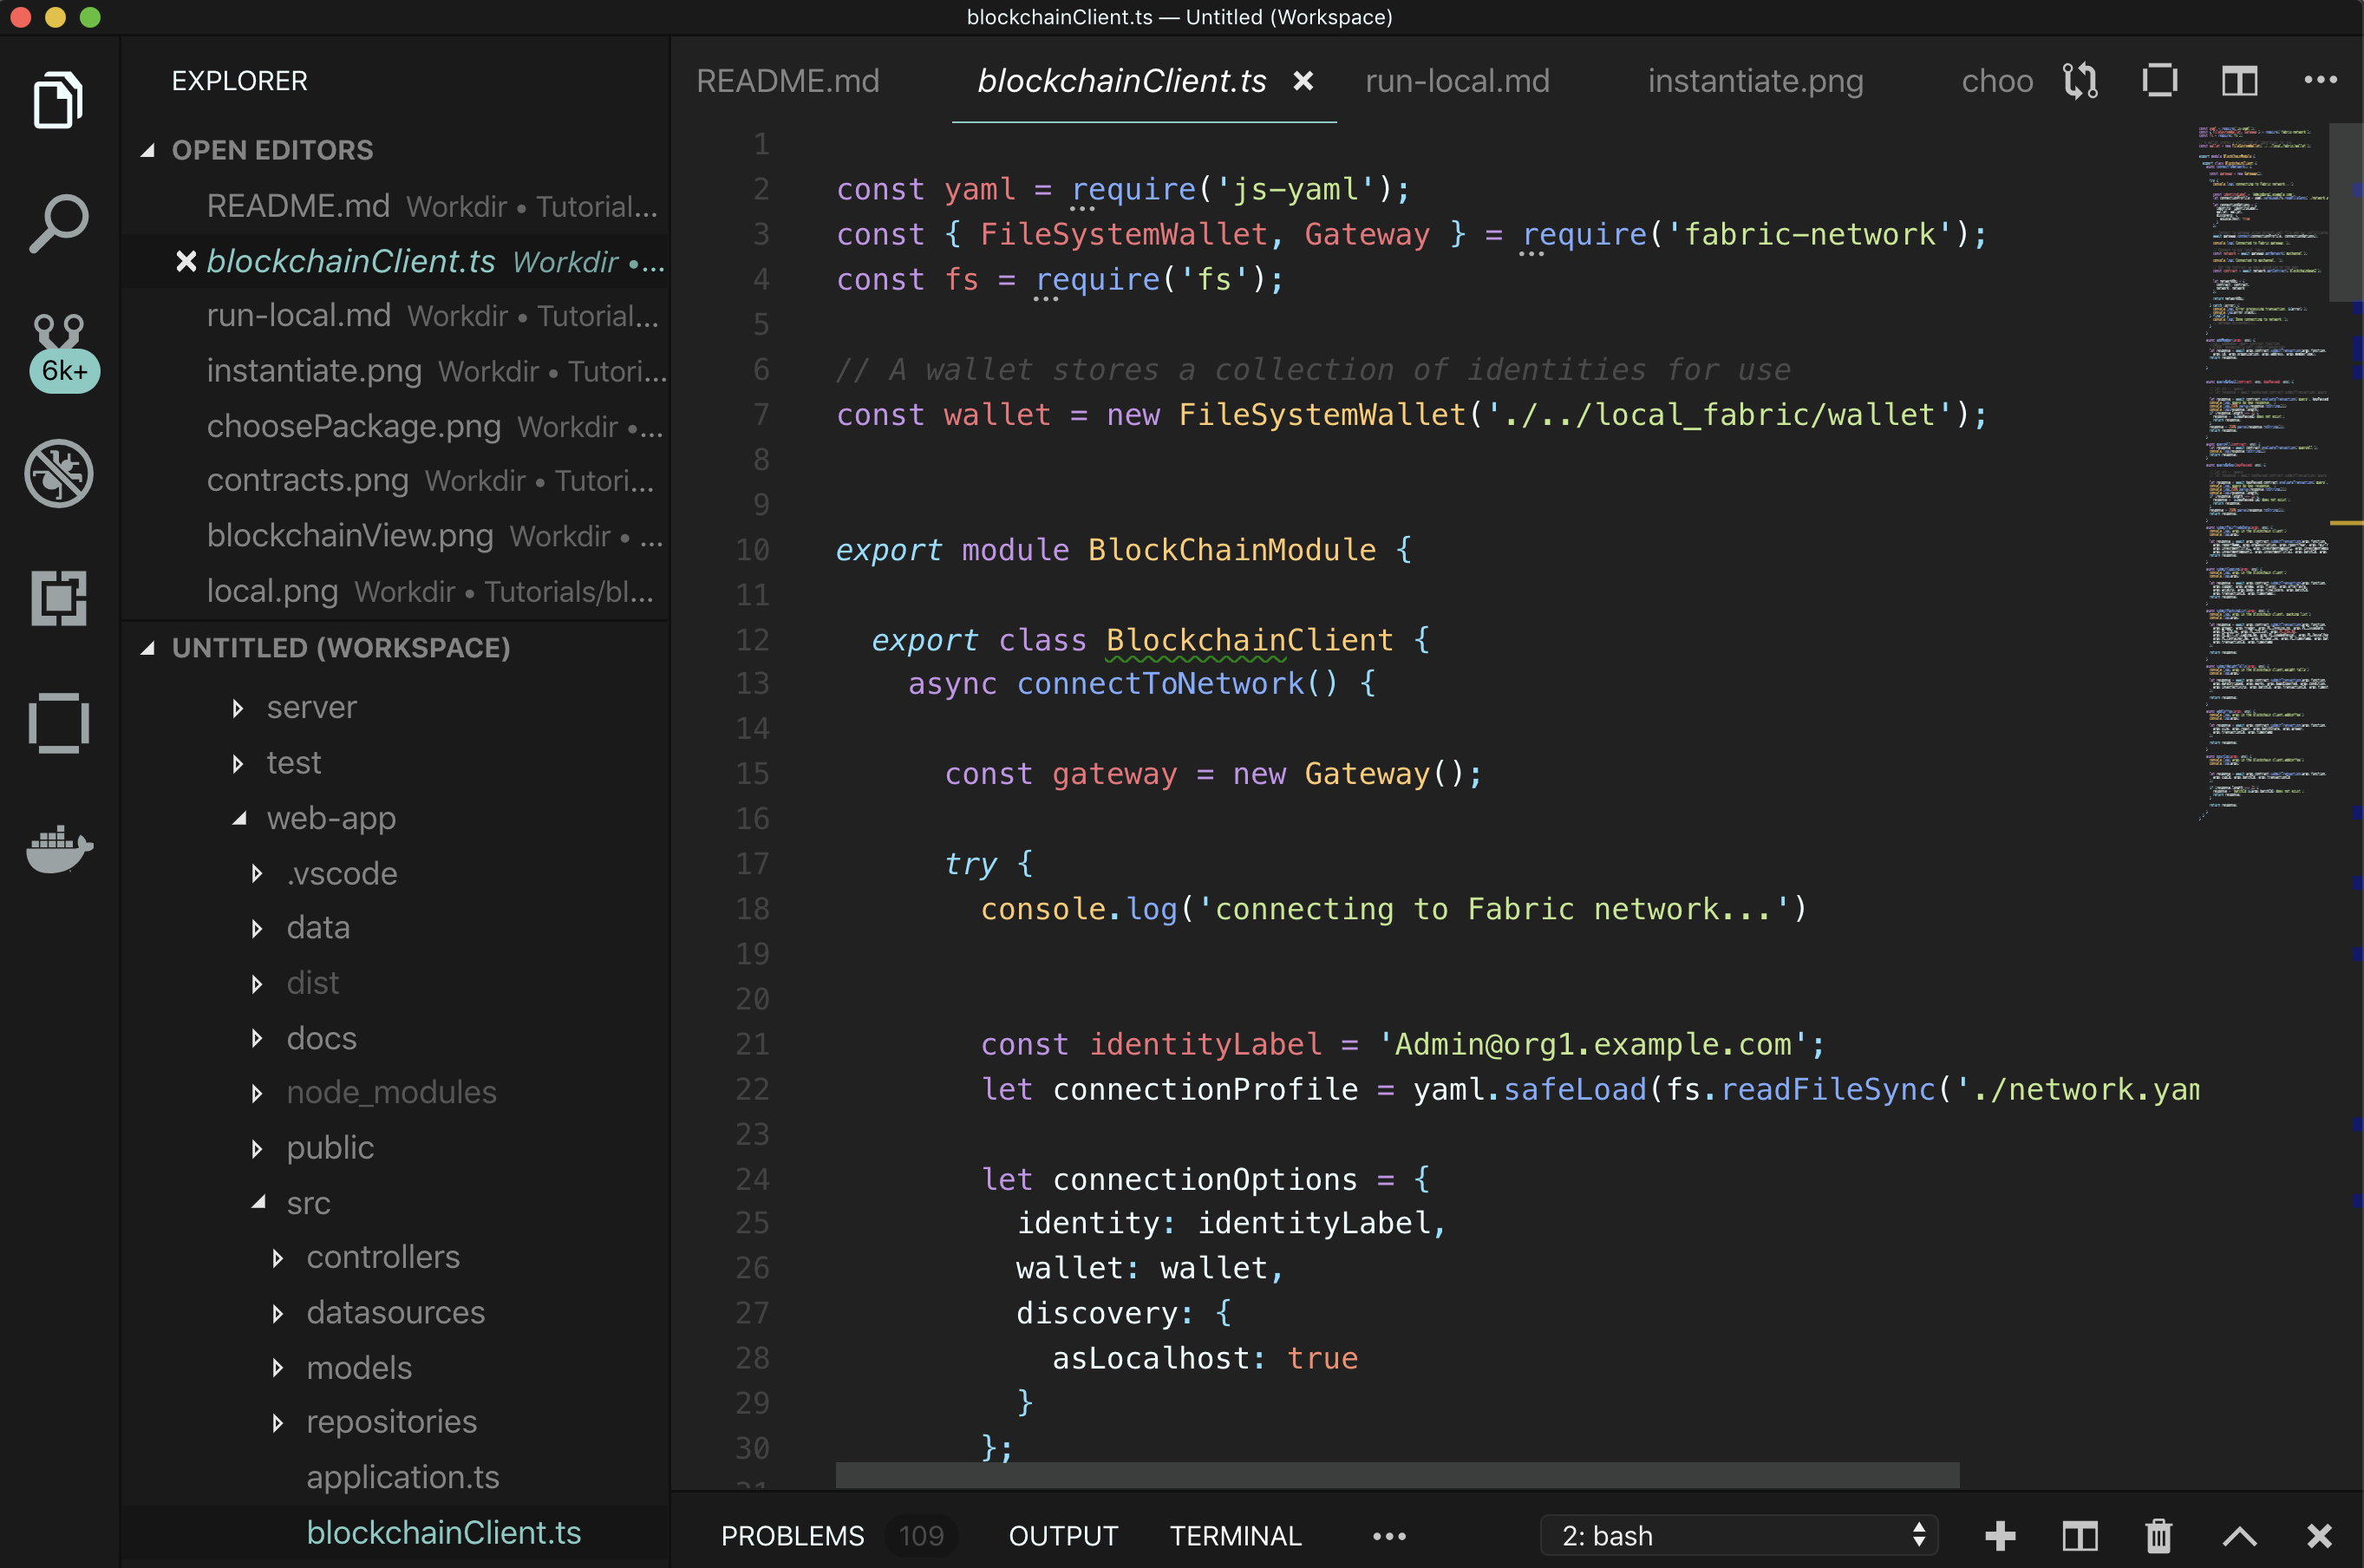 blockchainClient.ts — Untitled (Workspace)
EXPLORER
OPEN EDITORS
README.md Workdir • Tutorial...
blockchainClient.ts Workdir •...
run-local.md Workdir • Tutorial...
instantiate.png Workdir • Tutori...
choosePackage.png Workdir •...
contracts.png Workdir • Tutori...
blockchainView.png Workdir • ...
local.png Workdir • Tutorials/bl...
6k+
UNTITLED (WORKSPACE)
server
test
web-app
.vscode
data
dist
docs
node_modules
public
src
controllers
datasources
models
repositories
application.ts
blockchainClient.ts
README.md blockchainClient.ts run-local.md instantiate.png choo
1
2 const yaml = require('js-yaml');
3 const { FileSystemWallet, Gateway } = require('fabric-network');
4 const fs = require('fs');
5
6 // A wallet stores a collection of identities for use
7 const wallet = new FileSystemWallet('./../local_fabric/wallet');
8
9
10 export module BlockChainModule {
11
12 export class BlockchainClient {
13 async connectToNetwork() {
14
15 const gateway = new Gateway();
16
17 try {
18 console.log('connecting to Fabric network...')
19
20
21 const identityLabel = 'Admin@org1.example.com';
22 let connectionProfile = yaml.safeLoad(fs.readFileSync('./network.yam
23
24 let connectionOptions = {
25 identity: identityLabel,
26 wallet: wallet,
27 discovery: {
28 asLocalhost: true
29 }
30 };
PROBLEMS 109 OUTPUT TERMINAL ••• 2: bash